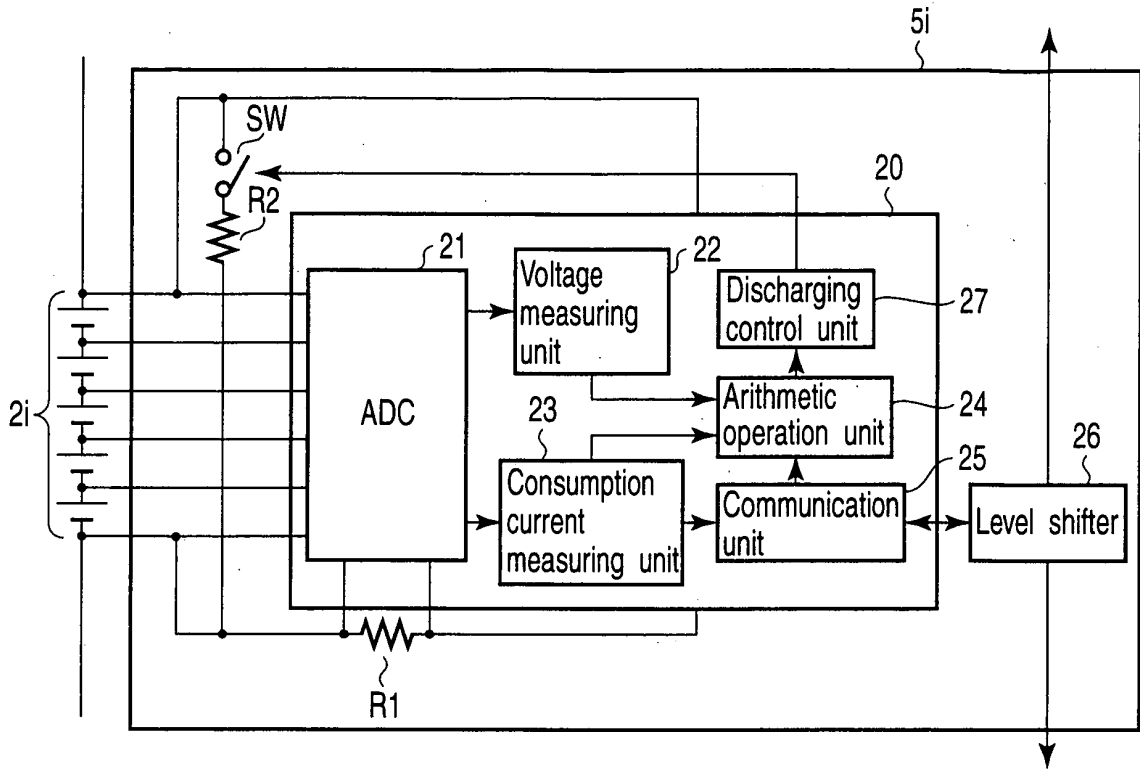 5i
SW
20
R2
21
22
Voltage
measuring
unit
Discharging
control unit
27
2i
ADC
23
Arithmetic
operation unit
24
25
26
Consumption
current
measuring unit
Communication
unit
Level shifter
R1